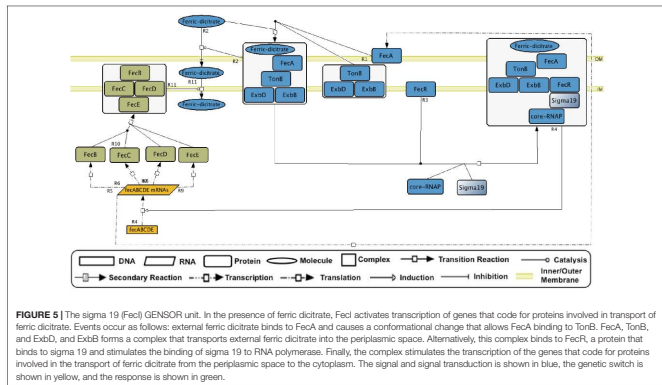 Ferric-dicitrate
R2
Ferric-dicitrate
FecA
TonB
ExbD
ExbB
R2
R1
FecA
TonB
ExbD
ExbB
Ferric-dicitrate
FecA
TonB
ExbD
ExbB
FecR
Sigma19
core-RNAP
R4
OM
IM
FecB
FecC
FecD
FecE
R11
Ferric-dicitrate
R11
Ferric-dicitrate
FecR
R3
R10
FecB
FecC
FecD
FecE
R6
R5
R9
fecABCDE mRNAs
R4
fecABCDE
core-RNAP
Sigma19
DNA
RNA
Protein
Molecule
Complex
Transition Reaction
Catalysis
Secondary Reaction
Transcription
Translation
Induction
Inhibition
Inner/Outer
Membrane
FIGURE 5 | The sigma 19 (FecI) GENSOR unit. In the presence of ferric dicitrate, FecI activates transcription of genes that code for proteins involved in transport of
ferric dicitrate. Events occur as follows: external ferric dicitrate binds to FecA and causes a conformational change that allows FecA binding to TonB. FecA, TonB,
and ExbD, and ExbB forms a complex that transports external ferric dicitrate into the periplasmic space. Alternatively, this complex binds to FecR, a protein that
binds to sigma 19 and stimulates the binding of sigma 19 to RNA polymerase. Finally, the complex stimulates the transcription of the genes that code for proteins
involved in the transport of ferric dicitrate from the periplasmic space to the cytoplasm. The signal and signal transduction is shown in blue, the genetic switch is
shown in yellow, and the response is shown in green.